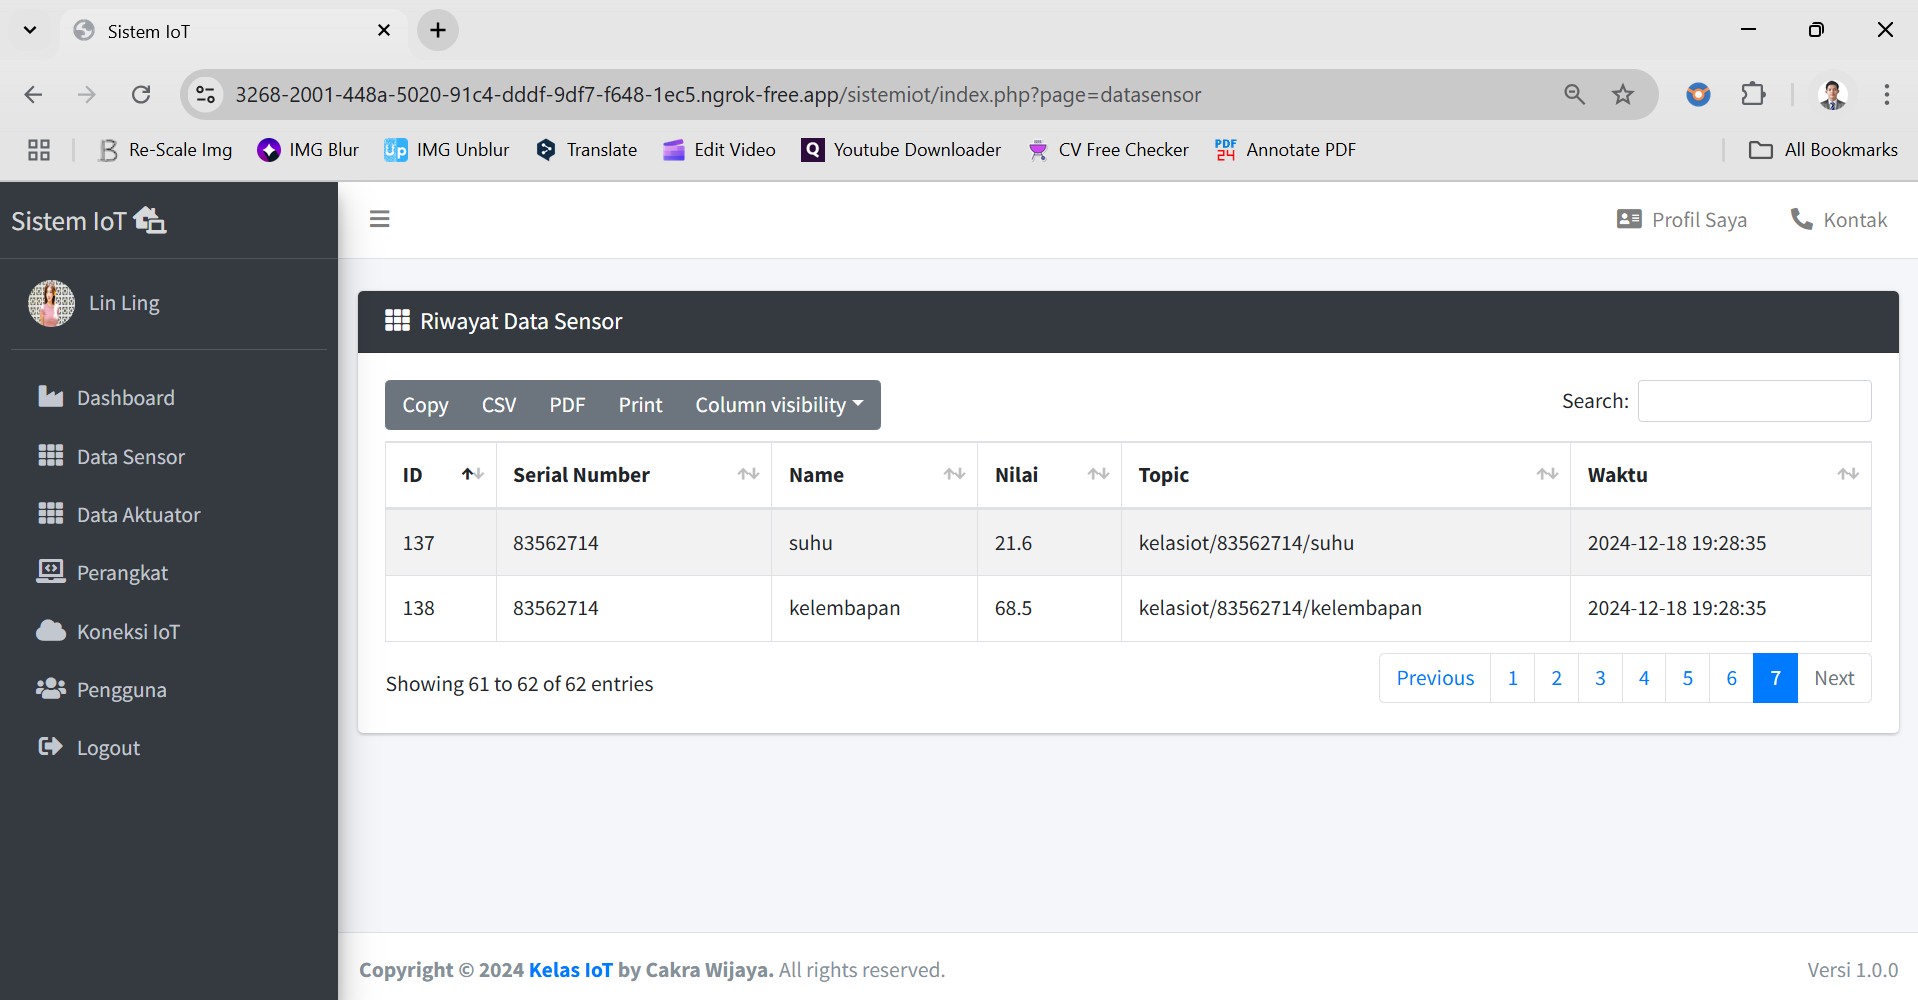 Sistem IoT
3268-2001-448a-5020-91c4-dddf-9df7-f648-1ec5.ngrok-free.app/sistemiot/index.php?page=datasensor
Re-Scale Img IMG Blur Up IMG Unblur Translate Edit Video Q Youtube Downloader CV Free Checker PDF 24 Annotate PDF All Bookmarks
Sistem IoT
Profil Saya Kontak
Lin Ling
Dashboard
Data Sensor
Data Aktuator
Perangkat
Koneksi IoT
Pengguna
Logout
Riwayat Data Sensor
Copy CSV PDF Print Column visibility
Search:
ID Serial Number Name Nilai Topic Waktu
137 83562714 suhu 21.6 kelasiot/83562714/suhu 2024-12-18 19:28:35
138 83562714 kelembapan 68.5 kelasiot/83562714/kelembapan 2024-12-18 19:28:35
Showing 61 to 62 of 62 entries
Previous 1 2 3 4 5 6 7 Next
Copyright © 2024 Kelas IoT by Cakra Wijaya. All rights reserved.
Versi 1.0.0